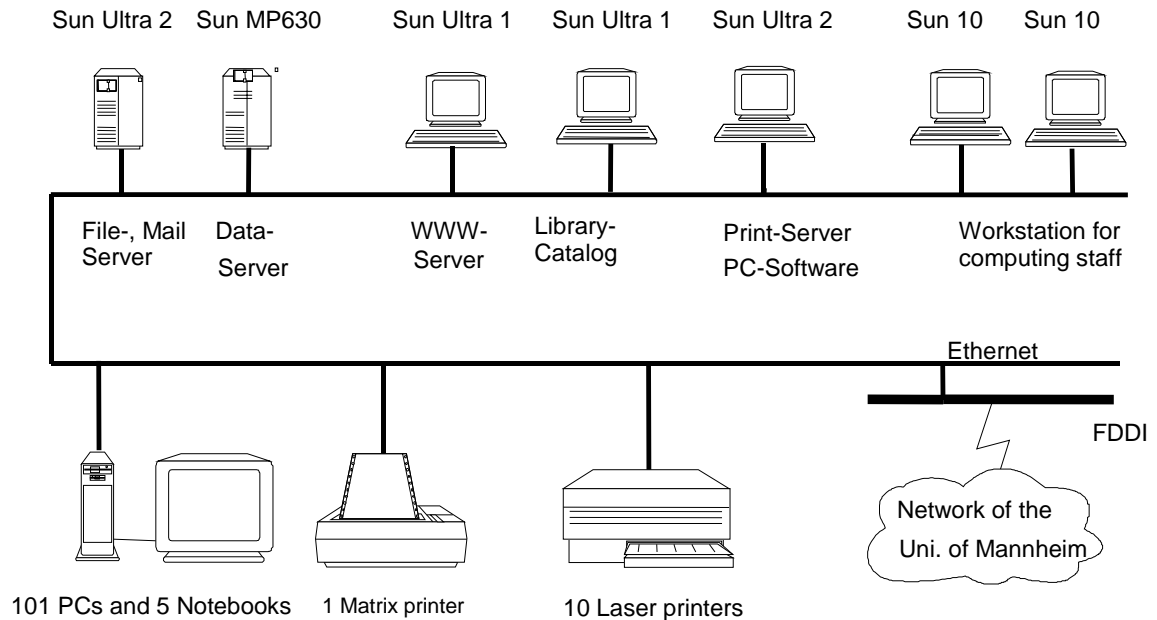 Sun Ultra 2
Sun MP630
Sun Ultra 1
Sun Ultra 1
Sun Ultra 2
Sun 10
Sun 10
File-, Mail
Server
Data-
Server
WWW-
Server
Library-
Catalog
Print-Server
PC-Software
Workstation for
computing staff
Ethernet
FDDI
Network of the
Uni. of Mannheim
101 PCs and 5 Notebooks
1 Matrix printer
10 Laser printers